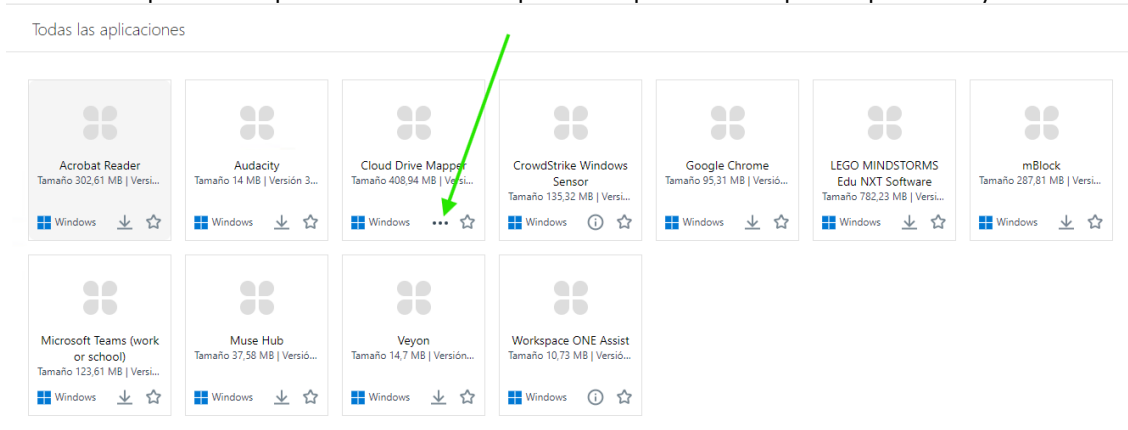 Todas las aplicaciones
Acrobat Reader
Tamaño 302,61 MB | Versi...
Windows
Audacity
Tamaño 14 MB | Versión 3...
Windows
Cloud Drive Mapper
Tamaño 408,94 MB | Versi...
Windows
CrowdStrike Windows
Sensor
Tamaño 135,32 MB | Versi...
Windows
Google Chrome
Tamaño 95,31 MB | Versió...
Windows
LEGO MINDSTORMS
Edu NXT Software
Tamaño 782,23 MB | Versi...
Windows
mBlock
Tamaño 287,81 MB | Versi...
Windows
Microsoft Teams (work
or school)
Tamaño 123,61 MB | Versi...
Windows
Muse Hub
Tamaño 37,58 MB | Versió...
Windows
Veyon
Tamaño 14,7 MB | Versión...
Windows
Workspace ONE Assist
Tamaño 10,73 MB | Versió...
Windows